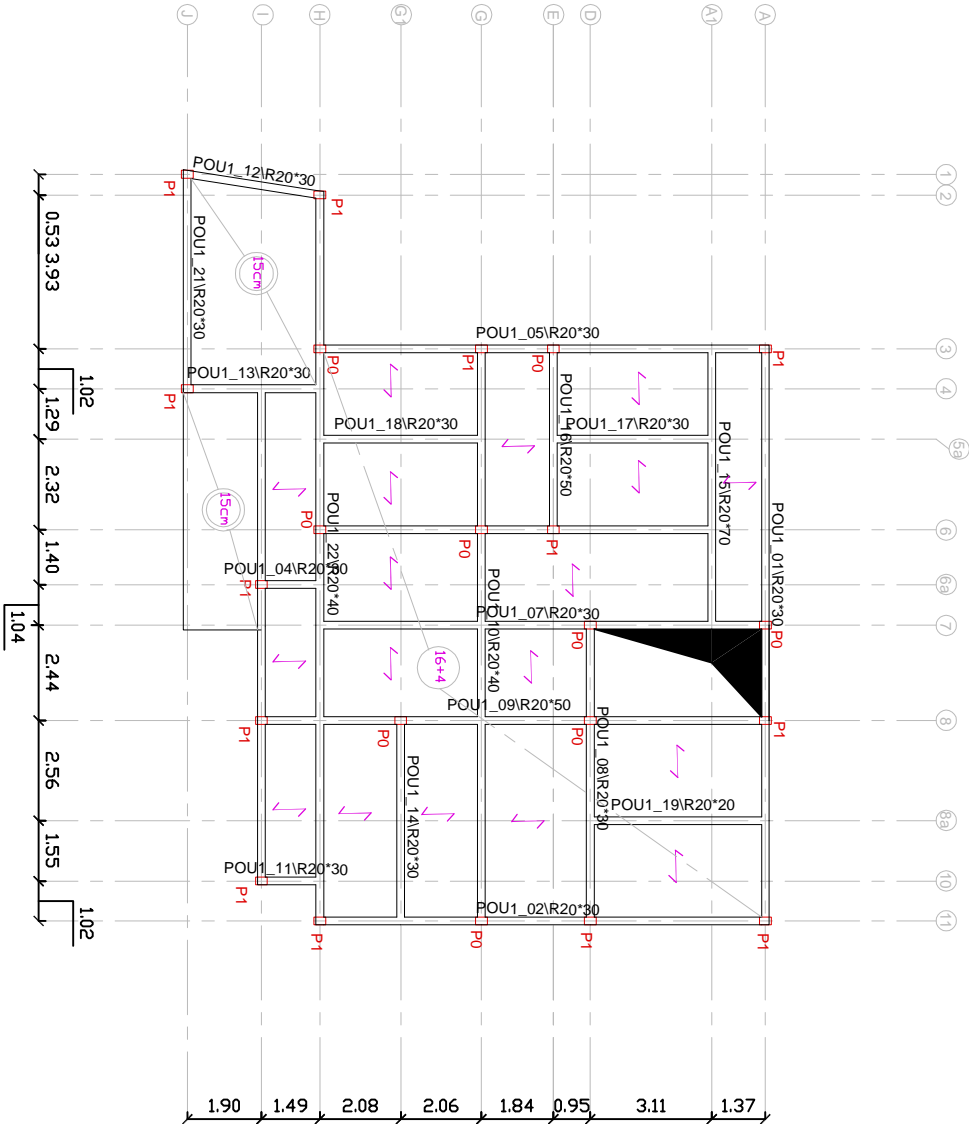 J
I
H
G1
G
E
D
A1
A
1
2
3
4
5a
6
6a
7
8
8a
10
11
POU1_12\R20*30
P1
P1
POU1_21\R20*30
15cm
POU1_05\R20*30
P0
P1
P0
P1
POU1_13\R20*30
P1
POU1_18\R20*30
POU1_16\R20*50
POU1_17\R20*30
POU1_15\R20*70
15cm
P0
P0
P1
POU1_01\R20*30
POU1_22\R20*40
POU1_04\R20*30
P1
POU1_10\R20*40
POU1_07\R20*30
P0
P0
16+4
POU1_09\R20*50
P1
P0
P0
P1
POU1_08\R20*30
POU1_14\R20*30
POU1_19\R20*20
POU1_11\R20*30
P1
POU1_02\R20*30
P1
P0
P1
P1
0.53
3.93
1.02
1.29
2.32
1.40
1.04
2.44
2.56
1.55
1.02
1.90
1.49
2.08
2.06
1.84
0.95
3.11
1.37